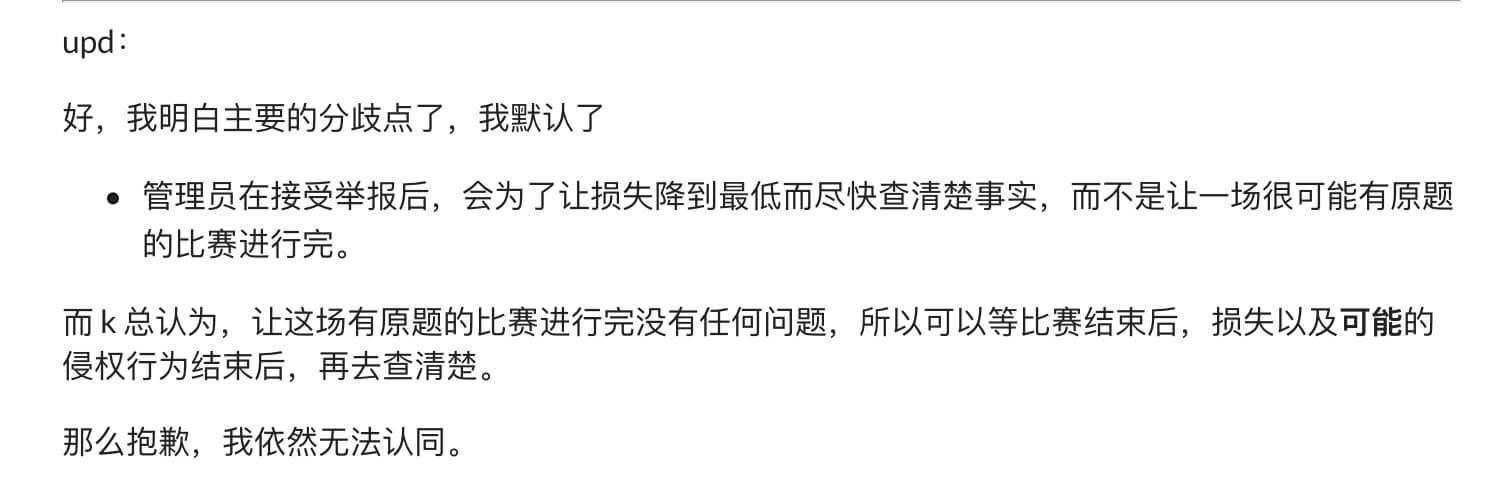 upd：
好，我明白主要的分歧点了，我默认了
管理员在接受举报后，会为了让损失降到最低而尽快查清楚事实，而不是让一场很可能有原题
的比赛进行完。
而 k 总认为，让这场有原题的比赛进行完没有任何问题，所以可以等比赛结束后，损失以及可能的
侵权行为结束后，再去查清楚。
那么抱歉，我依然无法认同。